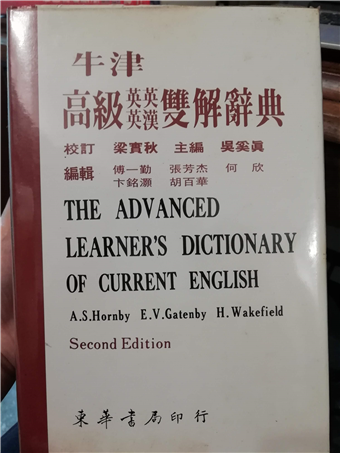 牛津
高級英英英漢雙解辭典
校訂 梁實秋 主編 吳奚眞
編輯 傅一勤 張芳杰 何欣
卞銘灝 胡百華
THE ADVANCED
LEARNER'S DICTIONARY
OF CURRENT ENGLISH
A.S.Hornby E.V.Gatenby H.Wakefield
Second Edition
東華書局印行